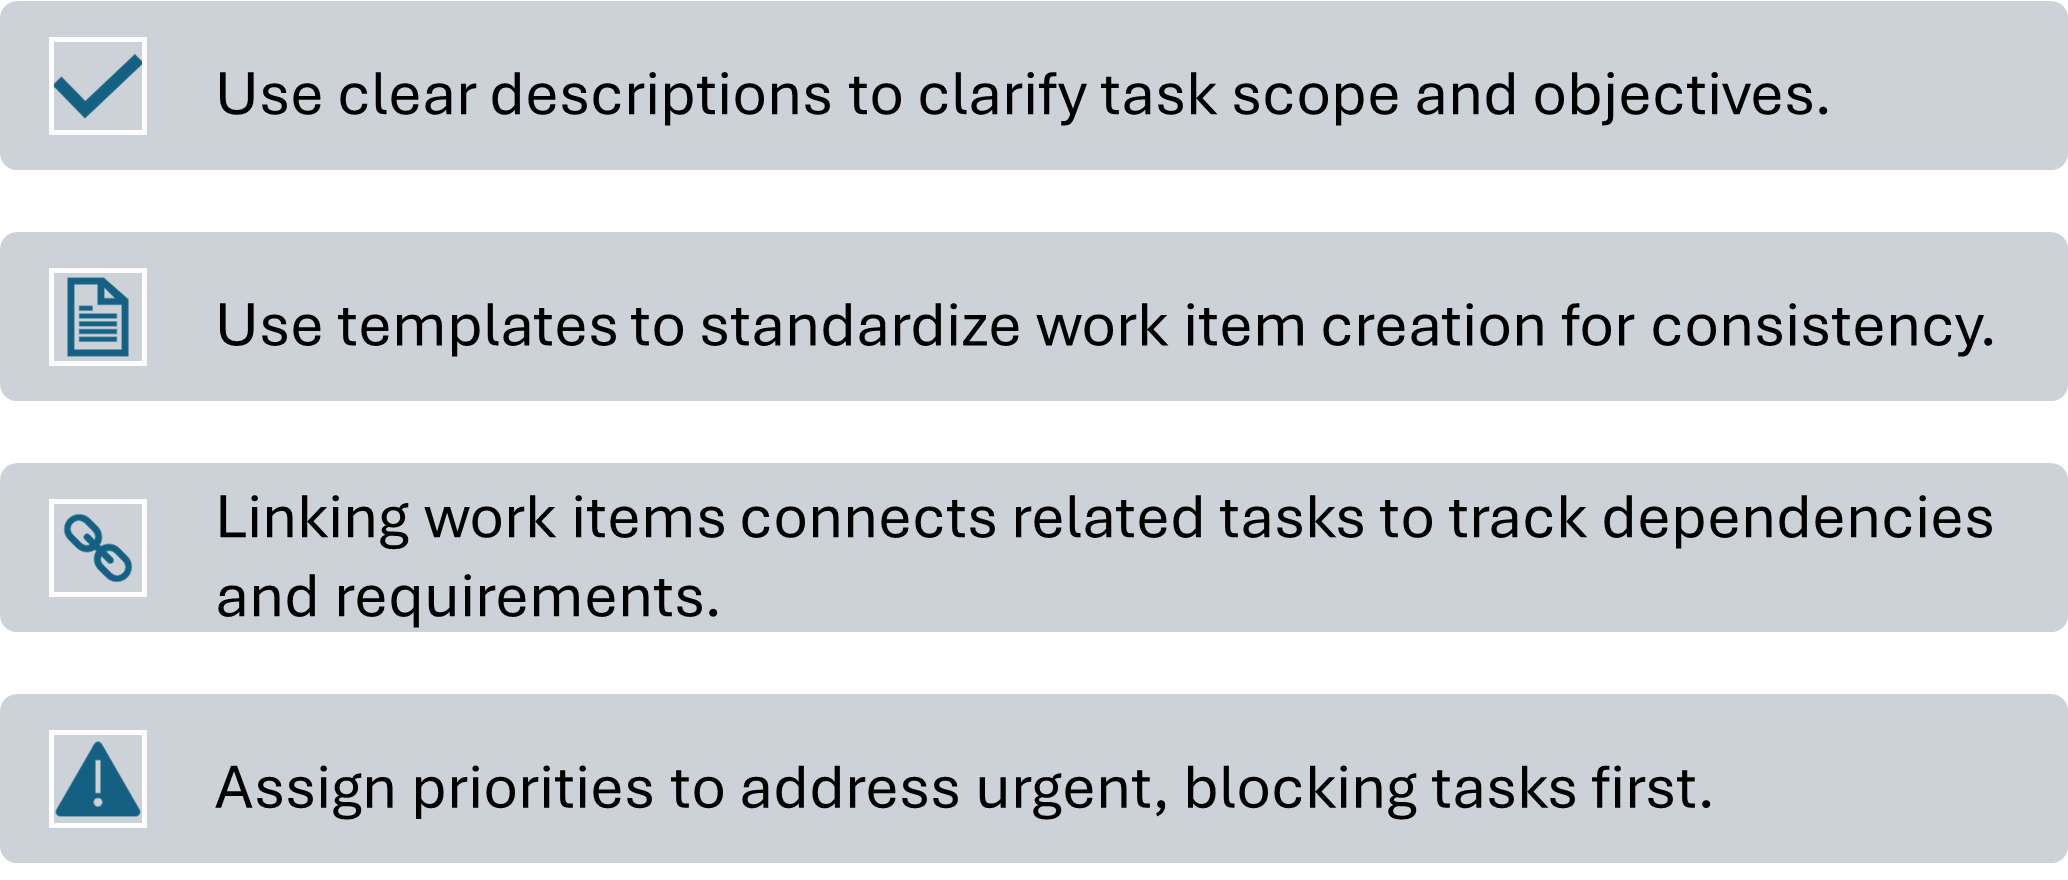 Use clear descriptions to clarify task scope and objectives.
Use templates to standardize work item creation for consistency.
Linking work items connects related tasks to track dependencies
and requirements.
Assign priorities to address urgent, blocking tasks first.